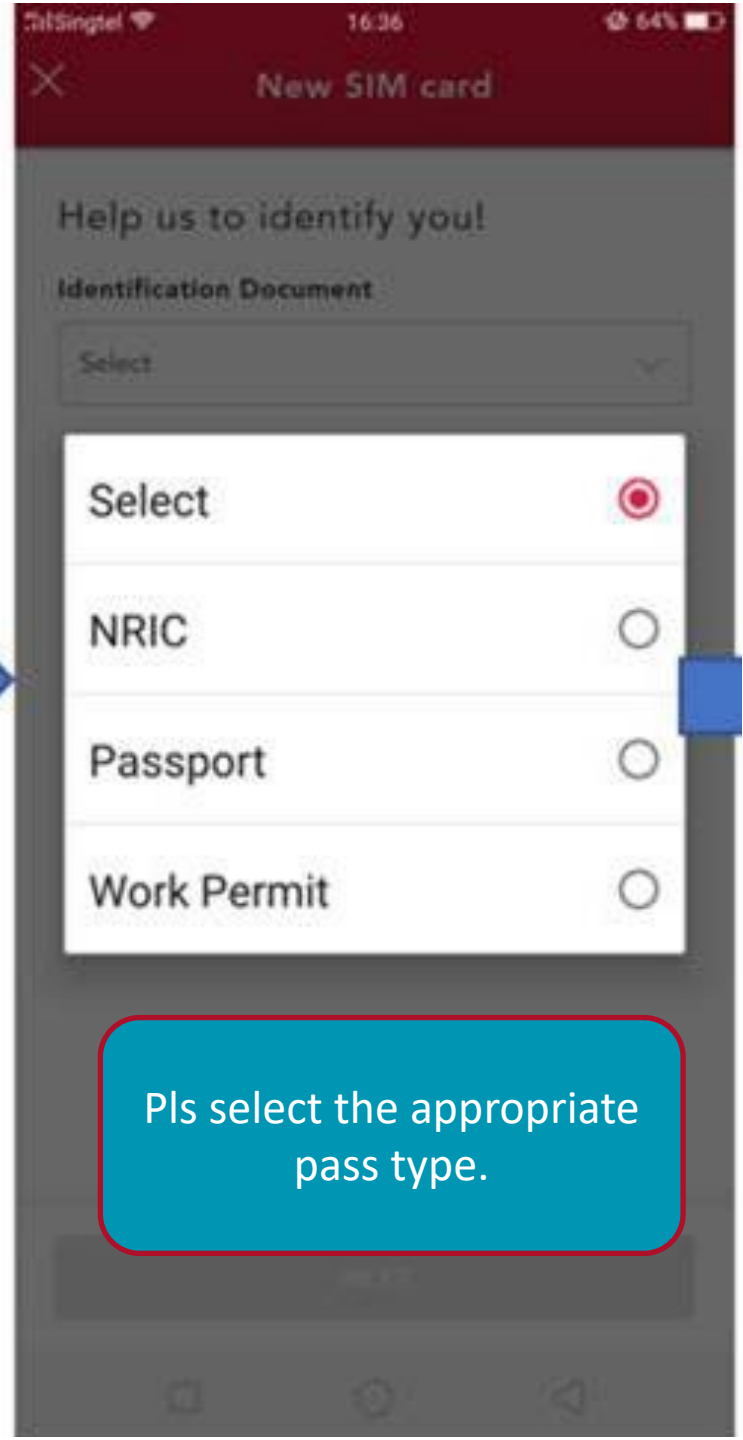 Singtel 16:36 64%
New SIM card
Help us to identify you!
Identification Document
Select
Select
NRIC
Passport
Work Permit
Pls select the appropriate
pass type.